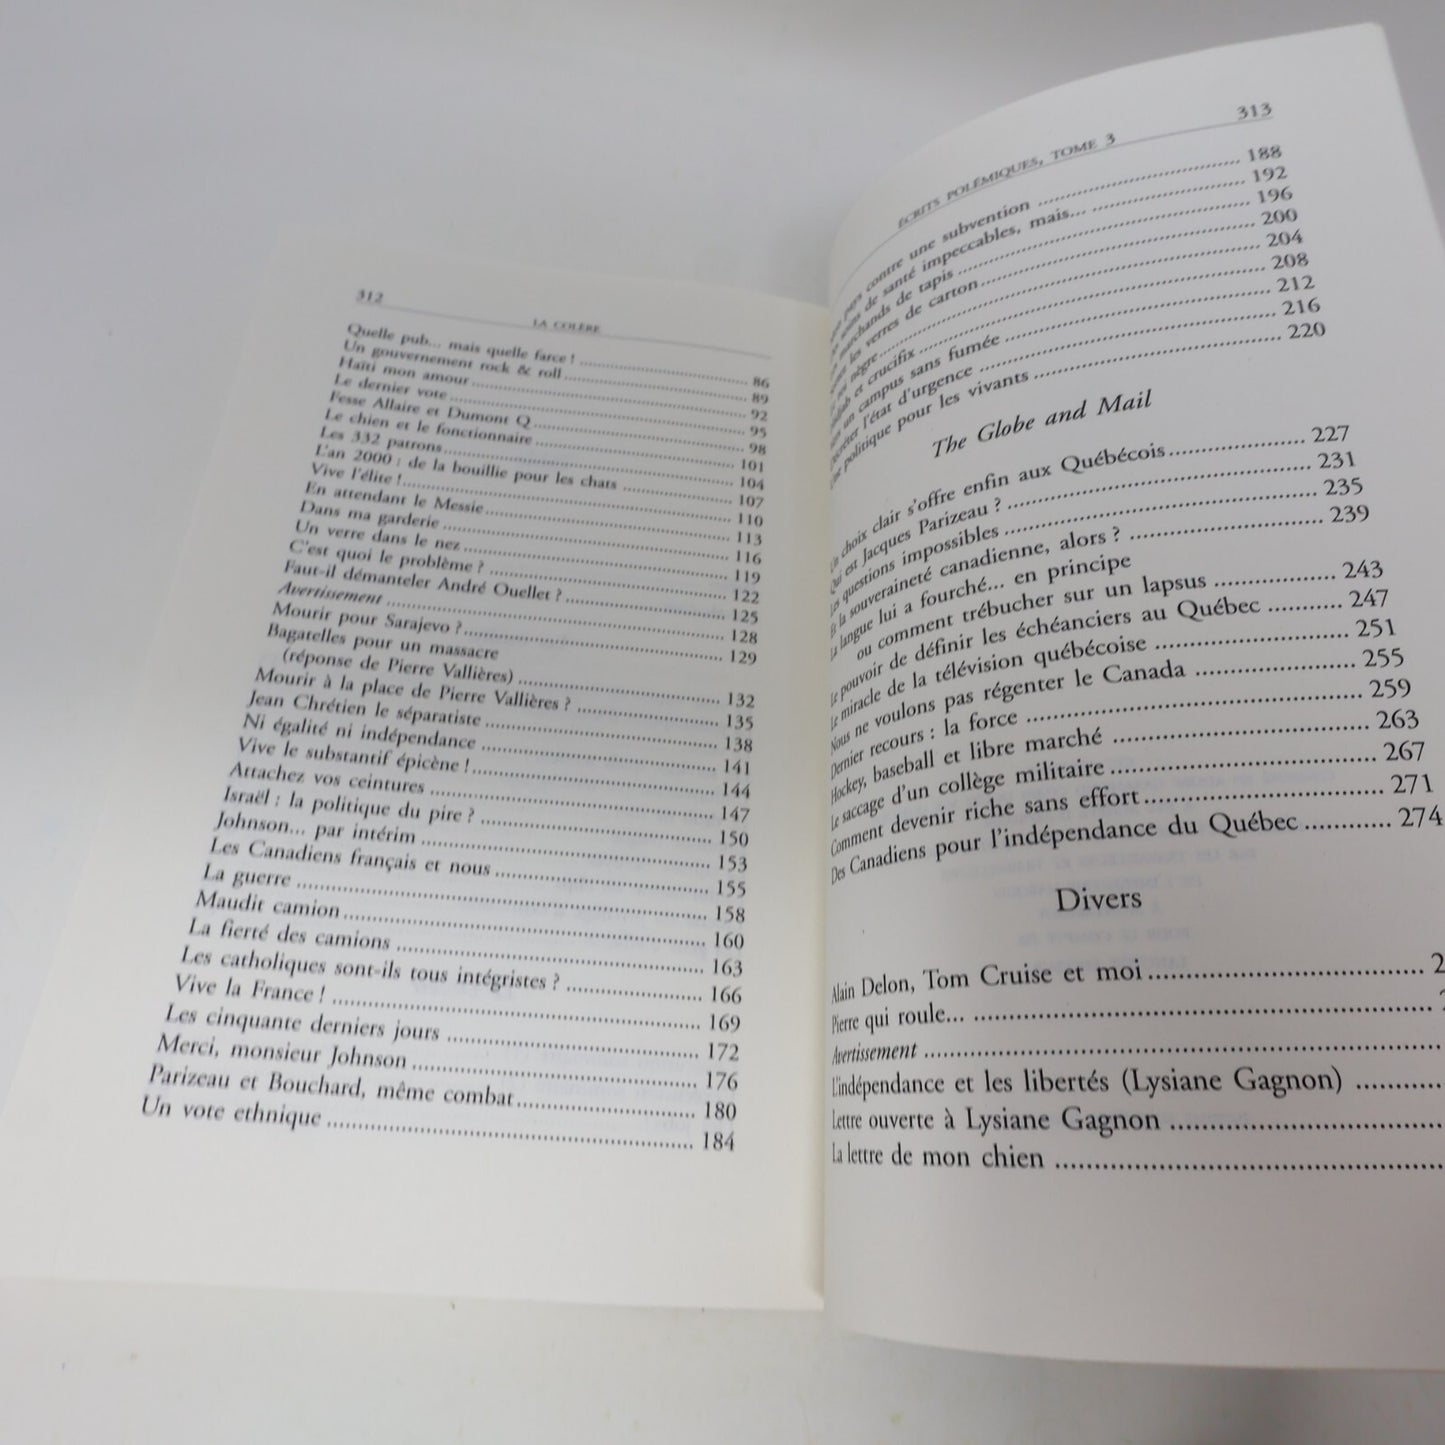 312
LA COLÈRE
Quelle pub... mais quelle farce ! 86
Un gouvernement rock & roll 89
Haïti mon amour 92
Le dernier vote 95
Fesse Allaire et Dumont Q 98
Le chien et le fonctionnaire 101
Les 332 patrons 104
L'an 2000 : de la bouillie pour les chats 107
Vive l'élite ! 110
En attendant le Messie 113
Dans ma garderie 116
Un verre dans le nez 119
C'est quoi le problème ? 122
Faut-il démanteler André Ouellet ? 125
Avertissement 128
Mourir pour Sarajevo ? 129
Bagatelles pour un massacre
(réponse de Pierre Vallières) 132
Mourir à la place de Pierre Vallières ? 135
Jean Chrétien le séparatiste 138
Ni égalité ni indépendance 141
Vive le substantif épicène ! 144
Attachez vos ceintures 147
Israël : la politique du pire ? 150
Johnson... par intérim 153
Les Canadiens français et nous 155
La guerre 158
Maudit camion 160
La fierté des camions 163
Les catholiques sont-ils tous intégristes ? 166
Vive la France ! 169
Les cinquante derniers jours 172
Merci, monsieur Johnson 176
Parizeau et Bouchard, même combat 180
Un vote ethnique 184
ÉCRITS POLÉMIQUES, TOME 3
313
pays contre une subvention 188
soins de santé impeccables, mais... 192
marchands de tapis 196
les verres de carton 200
nègre 204
et crucifix 208
un campus sans fumée 212
l'état d'urgence 216
politique pour les vivants 220
The Globe and Mail
Un choix clair s'offre enfin aux Québécois 227
Qui est Jacques Parizeau ? 231
Les questions impossibles 235
Et la souveraineté canadienne, alors ? 239
La langue lui a fourché... en principe
ou comment trébucher sur un lapsus 243
Le pouvoir de définir les échéanciers au Québec 247
Le miracle de la télévision québécoise 251
Nous ne voulons pas régenter le Canada 255
Dernier recours : la force 259
Hockey, baseball et libre marché 263
Le saccage d'un collège militaire 267
Comment devenir riche sans effort 271
Des Canadiens pour l'indépendance du Québec 274
Divers
Alain Delon, Tom Cruise et moi 2
Pierre qui roule...
Avertissement
L'indépendance et les libertés (Lysiane Gagnon)
Lettre ouverte à Lysiane Gagnon
La lettre de mon chien